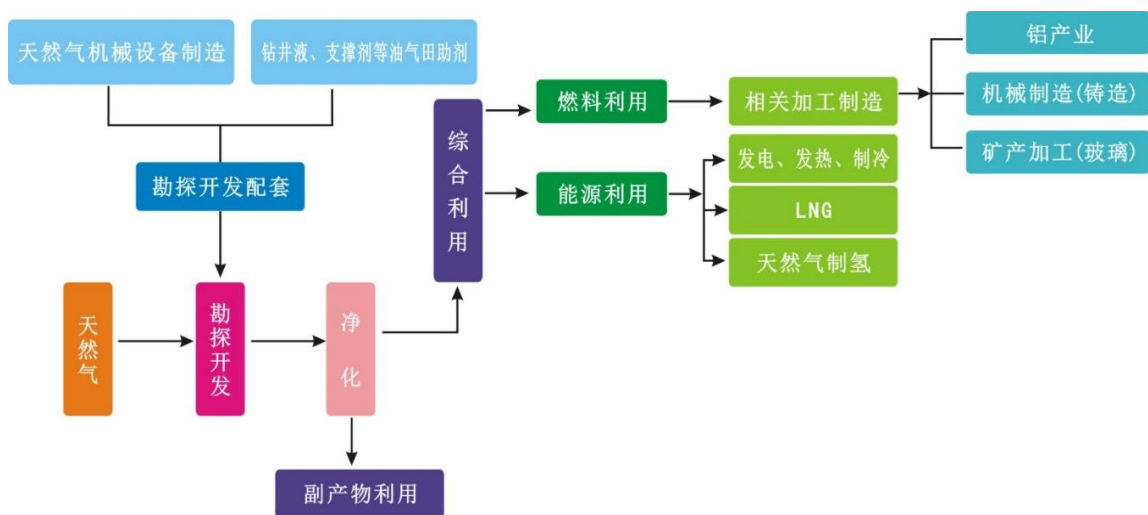 天然气机械设备制造
钻井液、支撑剂等油气田助剂
铝产业
机械制造(铸造)
矿产加工(玻璃)
燃料利用
相关加工制造
综合利用
发电、发热、制冷
勘探开发配套
能源利用
LNG
天然气制氢
天然气
勘探开发
净化
副产物利用